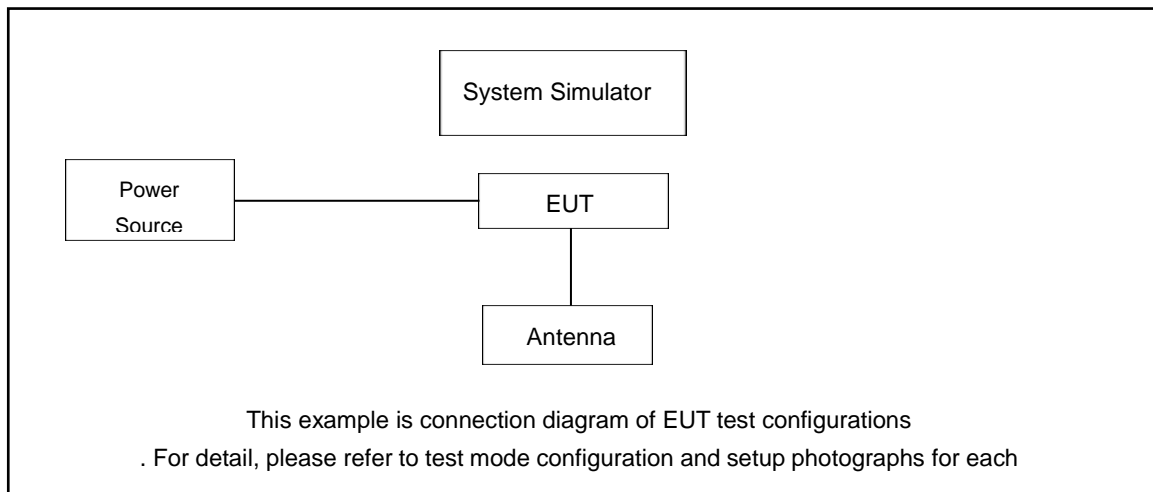 System Simulator
Power
Source
EUT
Antenna
This example is connection diagram of EUT test configurations
. For detail, please refer to test mode configuration and setup photographs for each